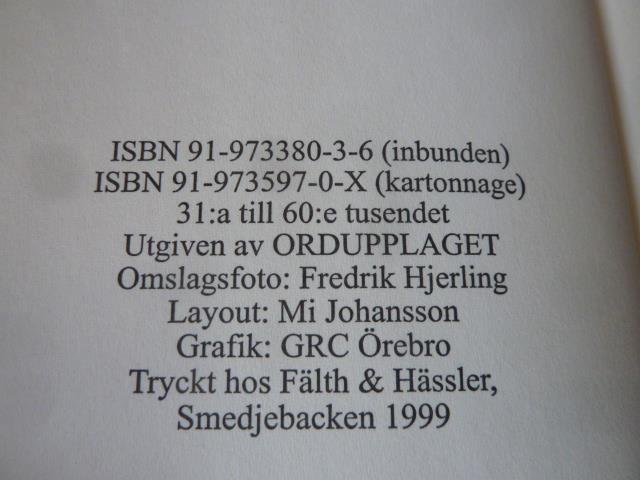 ISBN 91-973380-3-6 (inbunden)
ISBN 91-973597-0-X (kartonnage)
31:a till 60:e tusendet
Utgiven av ORDUPPLAGET
Omslagsfoto: Fredrik Hjerling
Layout: Mi Johansson
Grafik: GRC Örebro
Tryckt hos Fälth & Hässler,
Smedjebacken 1999